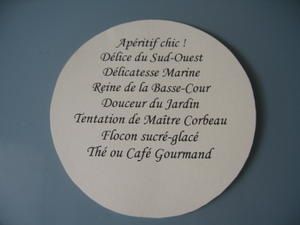 Apéritif chic !
Délice du Sud-Ouest
Délicatesse Marine
Reine de la Basse-Cour
Douceur du Jardin
Tentation de Maître Corbeau
Flocon sucré-glacé
Thé ou Café Gourmand